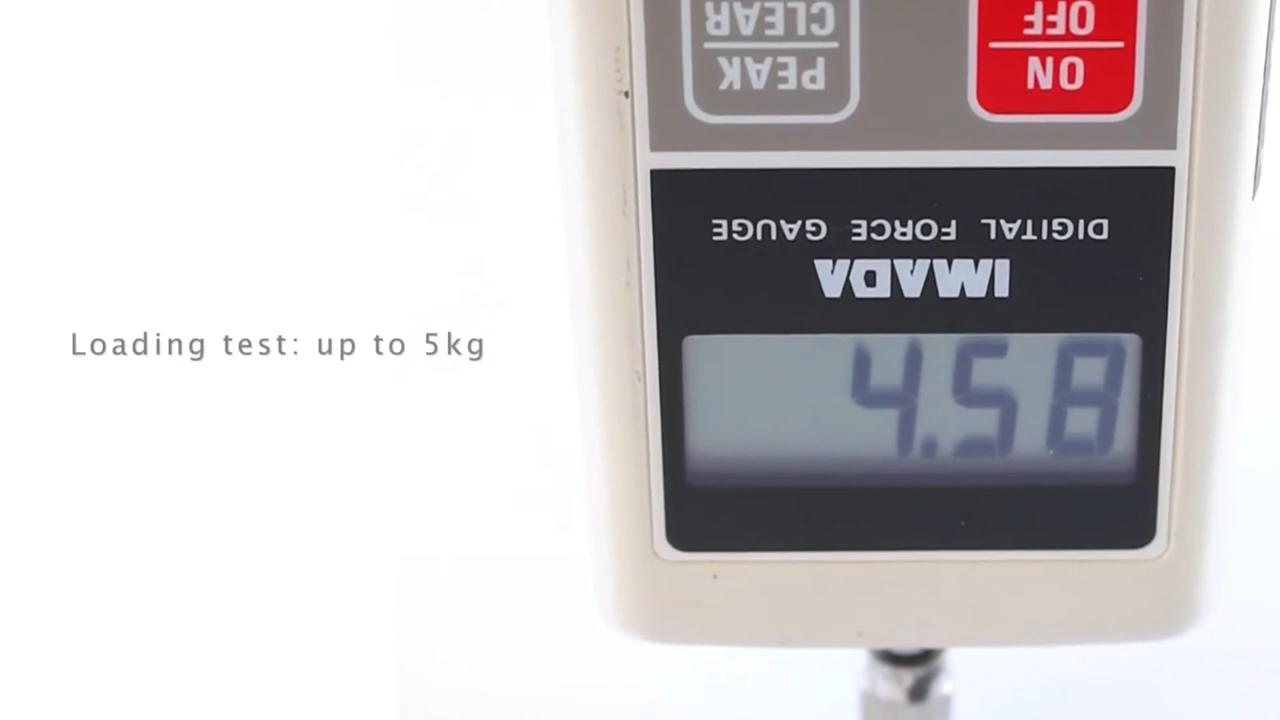 Loading test: up to 5kg
PEAK
CLEAR
ON
OFF
DIGITAL FORCE GAUGE
IMADA
4.58